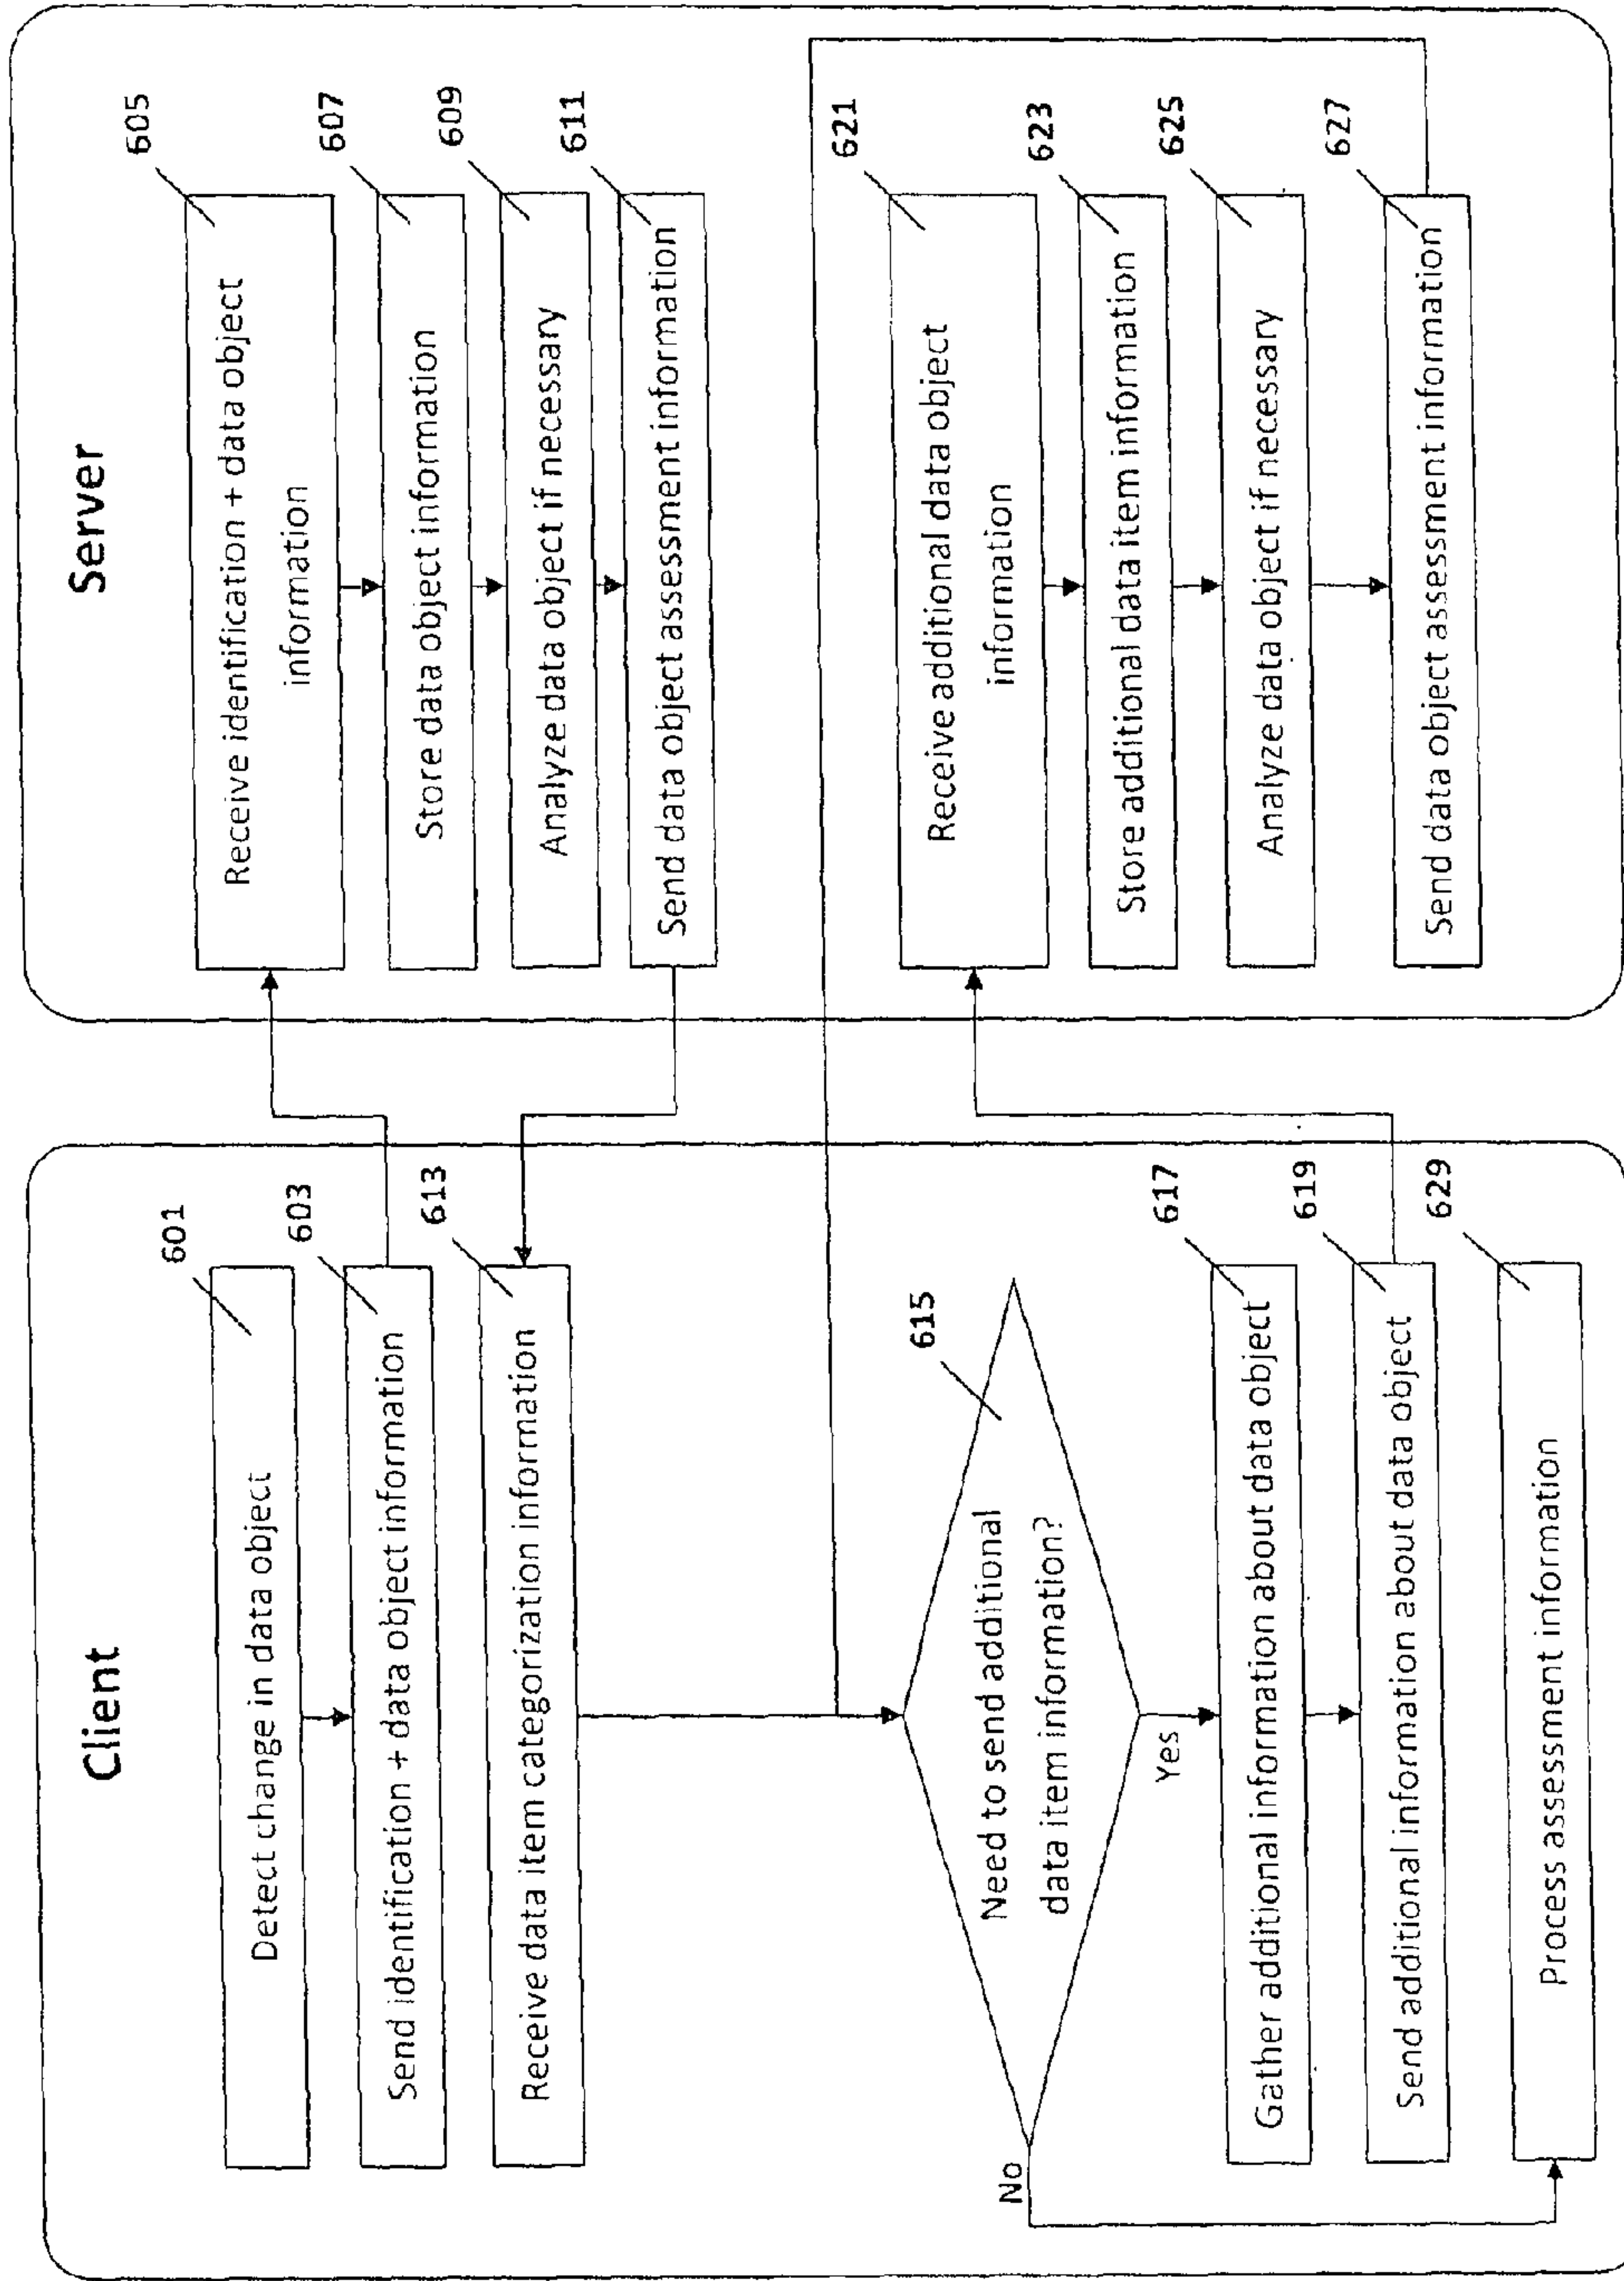 Client
601
Detect change in data object
603
Send identification + data object information
613
Receive data item categorization information
615
Need to send additional
data item information?
No
Yes
617
Gather additional information about data object
619
Send additional information about data object
629
Process assessment information
Server
605
Receive identification + data object
information
607
Store data object information
609
Analyze data object if necessary
611
Send data object assessment information
621
Receive additional data object
information
623
Store additional data item information
625
Analyze data object if necessary
627
Send data object assessment information